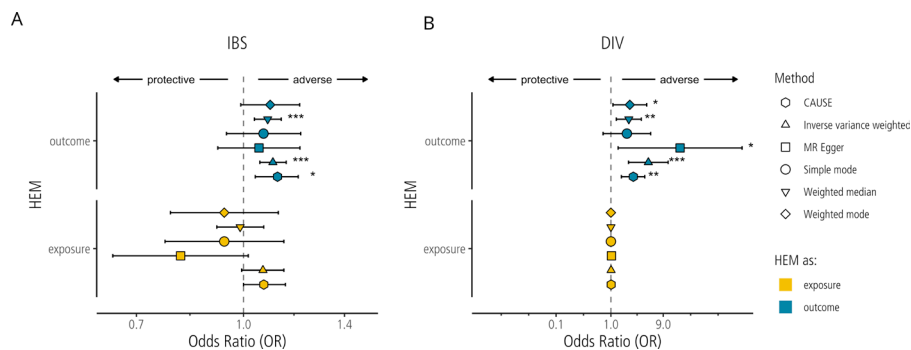 A
B
IBS
DIV
protective
adverse
protective
adverse
Method
CAUSE
Inverse variance weighted
MR Egger
Simple mode
Weighted median
Weighted mode
HEM as:
exposure
outcome
HEM
outcome
***
***
*
HEM
exposure
0.7
1.0
1.4
Odds Ratio (OR)
HEM
outcome
*
**
*
***
**
HEM
exposure
0.1
1.0
9.0
Odds Ratio (OR)